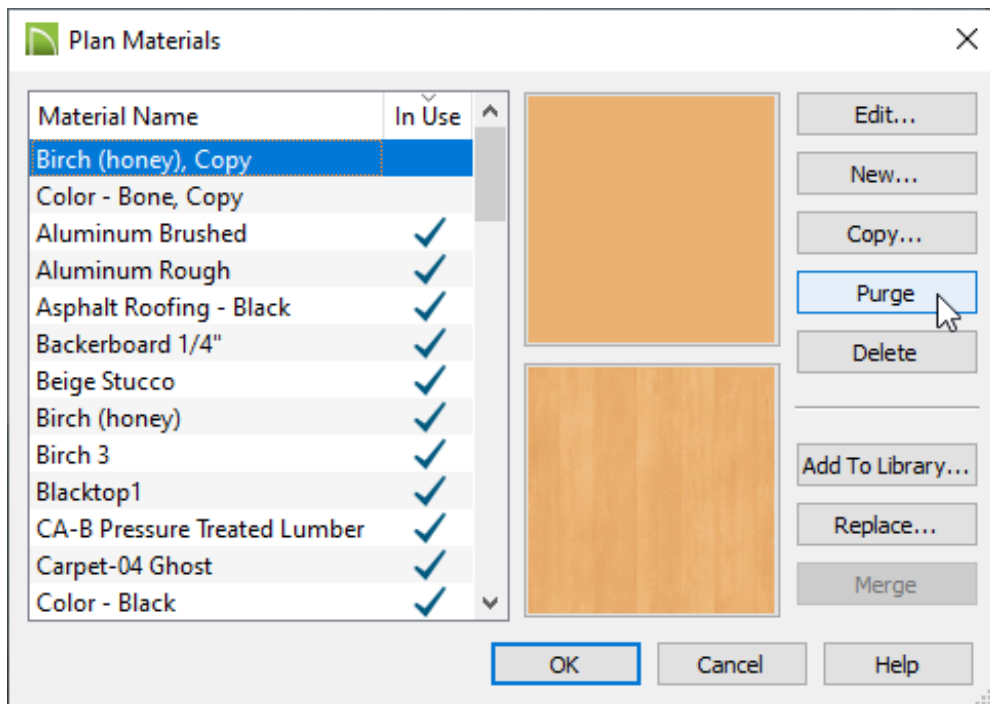 Plan Materials
Material Name In Use
Birch (honey), Copy
Color - Bone, Copy
Aluminum Brushed
Aluminum Rough
Asphalt Roofing - Black
Backerboard 1/4"
Beige Stucco
Birch (honey)
Birch 3
Blacktop1
CA-B Pressure Treated Lumber
Carpet-04 Ghost
Color - Black
Edit...
New...
Copy...
Purge
Delete
Add To Library...
Replace...
Merge
OK Cancel Help